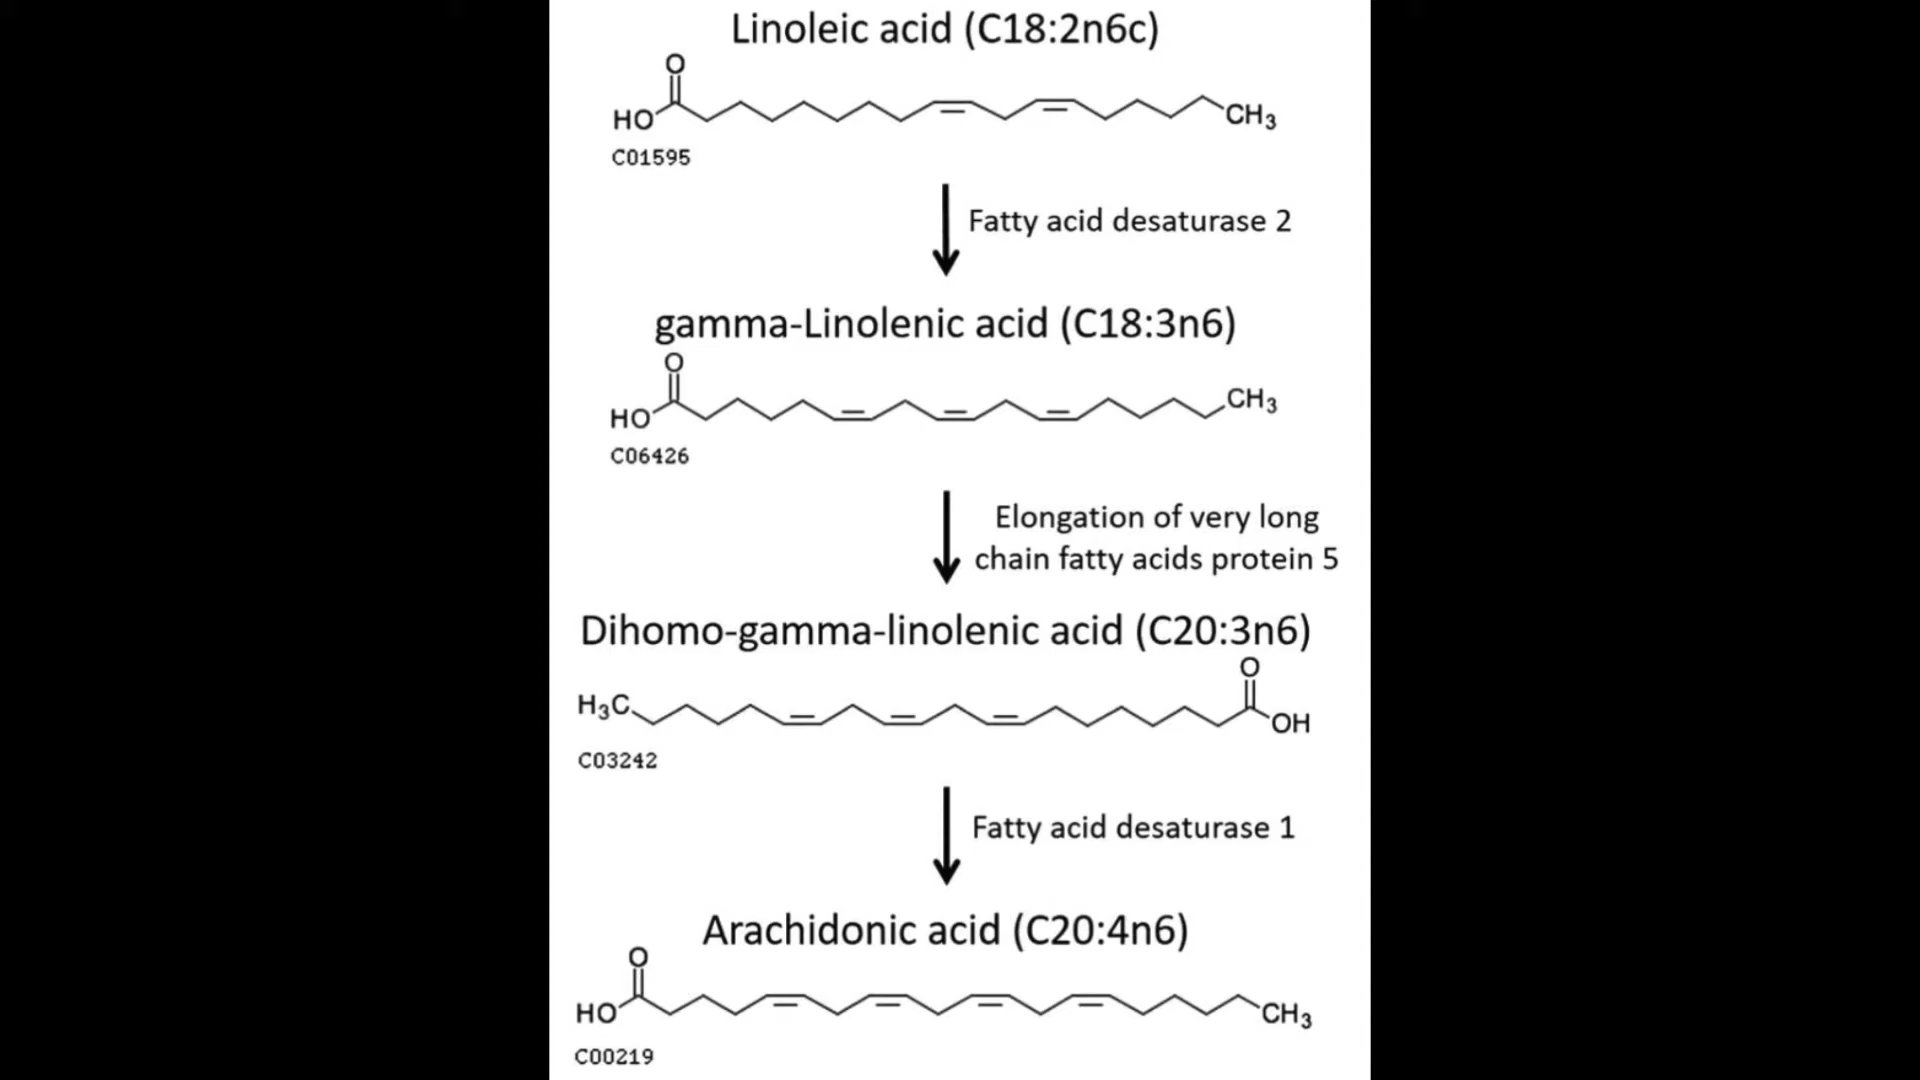 Linoleic acid (C18:2n6c)
O
HO
CH3
C01595
Fatty acid desaturase 2
gamma-Linolenic acid (C18:3n6)
O
HO
CH3
C06426
Elongation of very long
chain fatty acids protein 5
Dihomo-gamma-linolenic acid (C20:3n6)
O
H3C
OH
C03242
Fatty acid desaturase 1
Arachidonic acid (C20:4n6)
O
HO
CH3
C00219